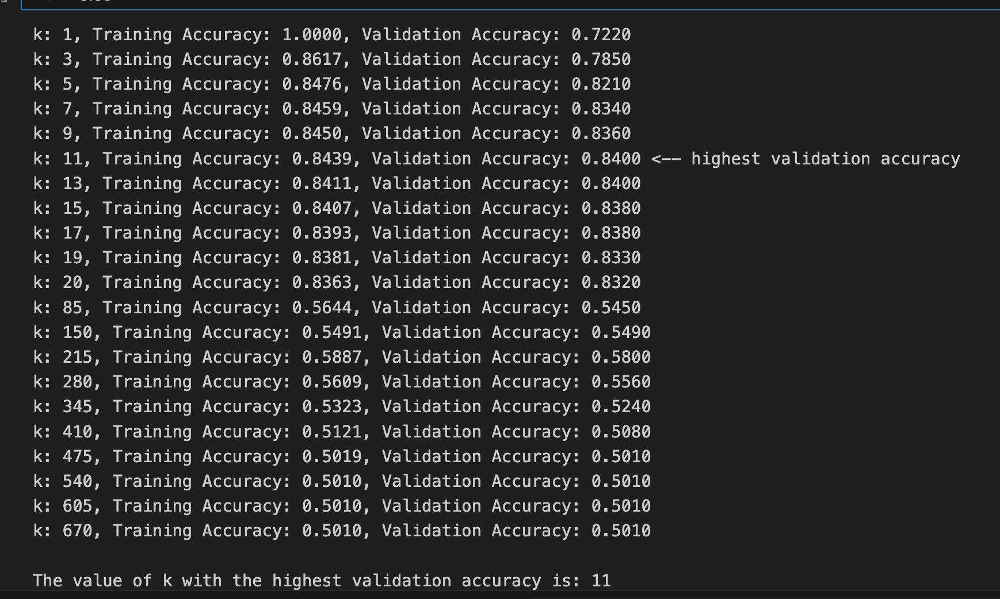 k: 1, Training Accuracy: 1.0000, Validation Accuracy: 0.7220
k: 3, Training Accuracy: 0.8617, Validation Accuracy: 0.7850
k: 5, Training Accuracy: 0.8476, Validation Accuracy: 0.8210
k: 7, Training Accuracy: 0.8459, Validation Accuracy: 0.8340
k: 9, Training Accuracy: 0.8450, Validation Accuracy: 0.8360
k: 11, Training Accuracy: 0.8439, Validation Accuracy: 0.8400 <-- highest validation accuracy
k: 13, Training Accuracy: 0.8411, Validation Accuracy: 0.8400
k: 15, Training Accuracy: 0.8407, Validation Accuracy: 0.8380
k: 17, Training Accuracy: 0.8393, Validation Accuracy: 0.8380
k: 19, Training Accuracy: 0.8381, Validation Accuracy: 0.8330
k: 20, Training Accuracy: 0.8363, Validation Accuracy: 0.8320
k: 85, Training Accuracy: 0.5644, Validation Accuracy: 0.5450
k: 150, Training Accuracy: 0.5491, Validation Accuracy: 0.5490
k: 215, Training Accuracy: 0.5887, Validation Accuracy: 0.5800
k: 280, Training Accuracy: 0.5609, Validation Accuracy: 0.5560
k: 345, Training Accuracy: 0.5323, Validation Accuracy: 0.5240
k: 410, Training Accuracy: 0.5121, Validation Accuracy: 0.5080
k: 475, Training Accuracy: 0.5019, Validation Accuracy: 0.5010
k: 540, Training Accuracy: 0.5010, Validation Accuracy: 0.5010
k: 605, Training Accuracy: 0.5010, Validation Accuracy: 0.5010
k: 670, Training Accuracy: 0.5010, Validation Accuracy: 0.5010
The value of k with the highest validation accuracy is: 11